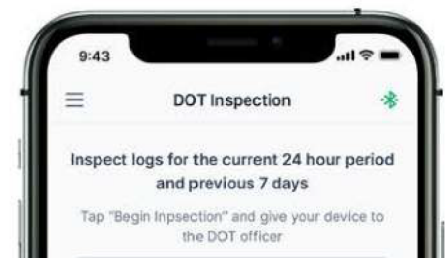 9:43
DOT Inspection
Inspect logs for the current 24 hour period
and previous 7 days
Tap "Begin Inpsection" and give your device to
the DOT officer